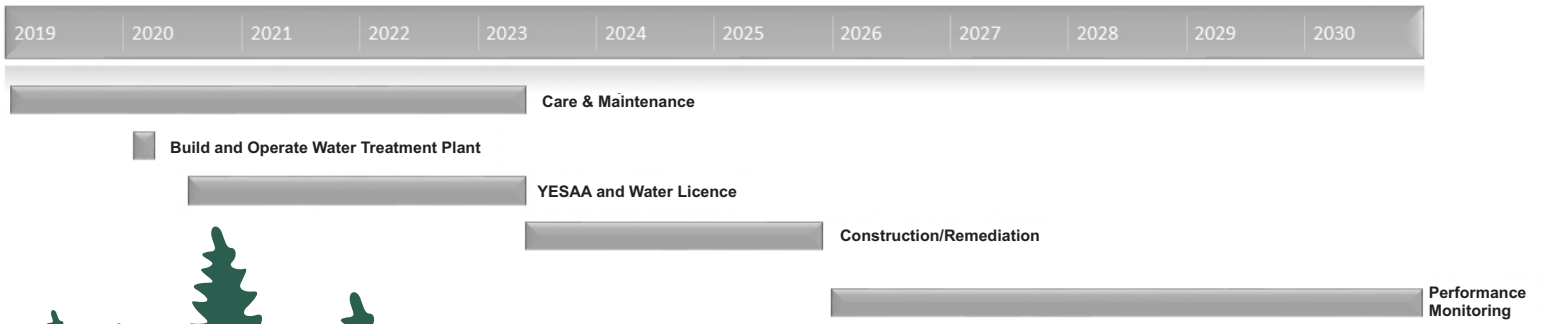 2019 2020 2021 2022 2023 2024 2025 2026 2027 2028 2029 2030
Care & Maintenance
Build and Operate Water Treatment Plant
YESAA and Water Licence
Construction/Remediation
Performance
Monitoring